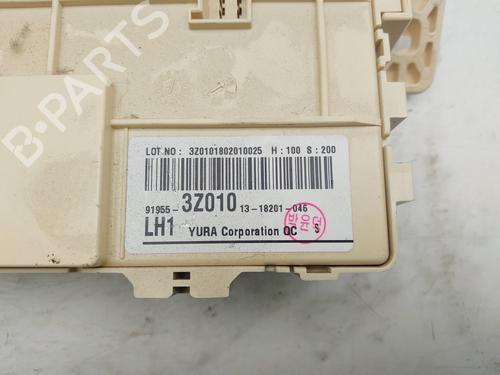 LOT NO : 3Z0101802010025 H : 100 S : 200
91955 - 3Z010 13 - 18201 - 046
LH1 YURA Corporation QC S
B-PARTS